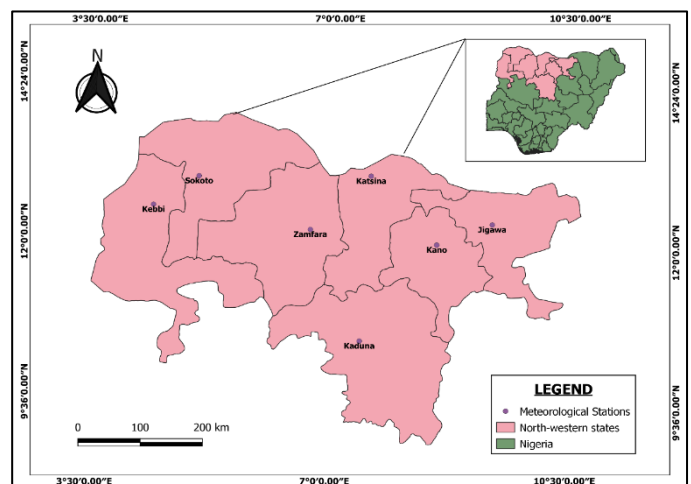 3°30'0.00"E 7°0'0.00"E 10°30'0.00"E
N
14°24'0.00"N
14°24'0.00"N
Sokoto
Katsina
Kebbi
Zamfara
Jigawa
Kano
12°0'0.00"N
12°0'0.00"N
Kaduna
9°36'0.00"N
9°36'0.00"N
LEGEND
Meteorological Stations
North-western states
Nigeria
0 100 200 km
3°30'0.00"E 7°0'0.00"E 10°30'0.00"E